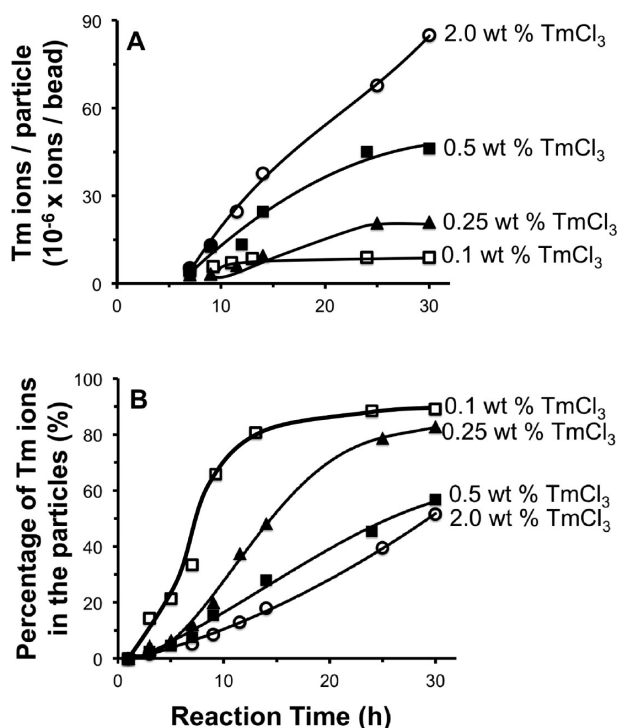 A
90
60
30
0
0
10
20
30
Tm ions / particle
(10⁻⁶ x ions / bead)
2.0 wt % TmCl₃
0.5 wt % TmCl₃
0.25 wt % TmCl₃
0.1 wt % TmCl₃
B
100
80
60
40
20
0
0
10
20
30
Percentage of Tm ions
in the particles (%)
0.1 wt % TmCl₃
0.25 wt % TmCl₃
0.5 wt % TmCl₃
2.0 wt % TmCl₃
Reaction Time (h)